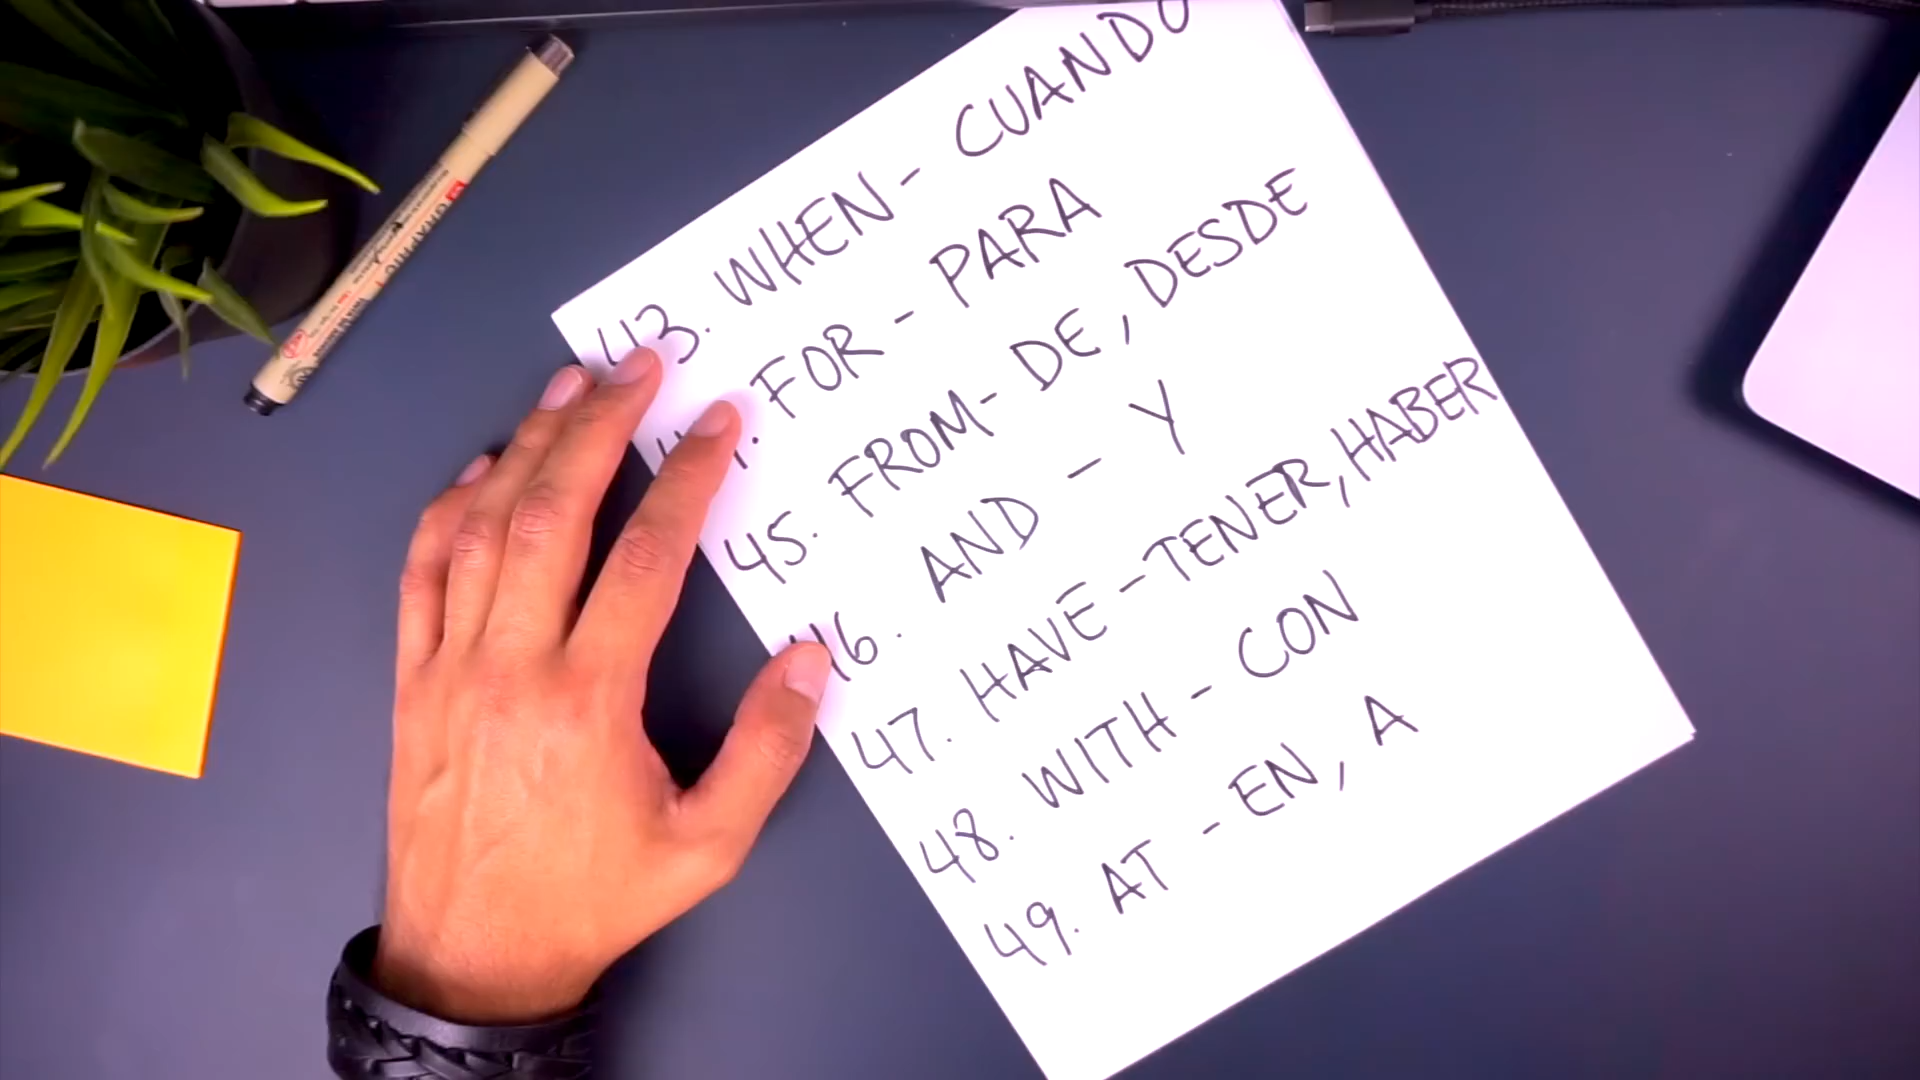 43. WHEN - CUANDO
. FOR - PARA
45. FROM - DE, DESDE
46. AND - Y
47. HAVE - TENER, HABER
48. WITH - CON
49. AT - EN, A